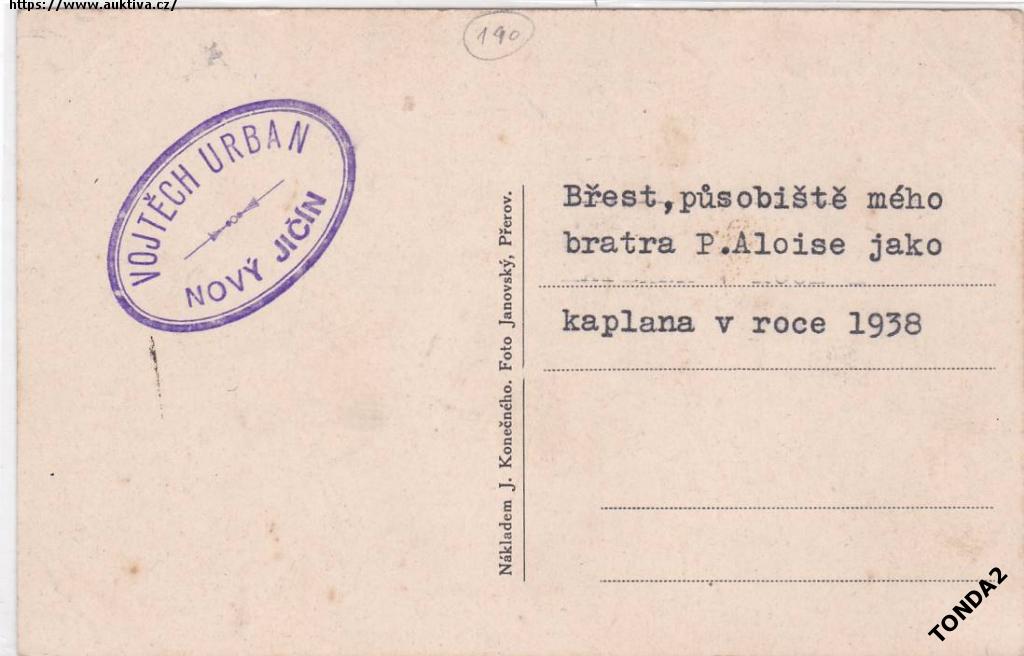 https://www.auktiva.cz/
190
VOJTĚCH URBAN
NOVÝ JIČÍN
Nákladem J. Konečného. Foto Janovský, Přerov.
Břest,působiště mého
bratra P.Aloise jako
kaplana v roce 1938
TONDA2